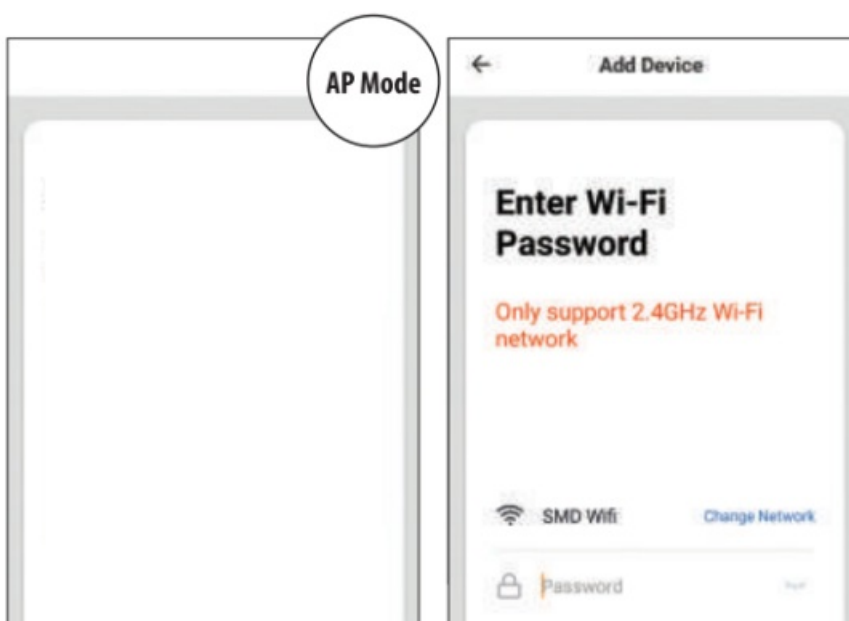 AP Mode
Add Device
Enter Wi-Fi
Password
Only support 2.4GHz Wi-Fi
network
SMD Wifi Change Network
Password